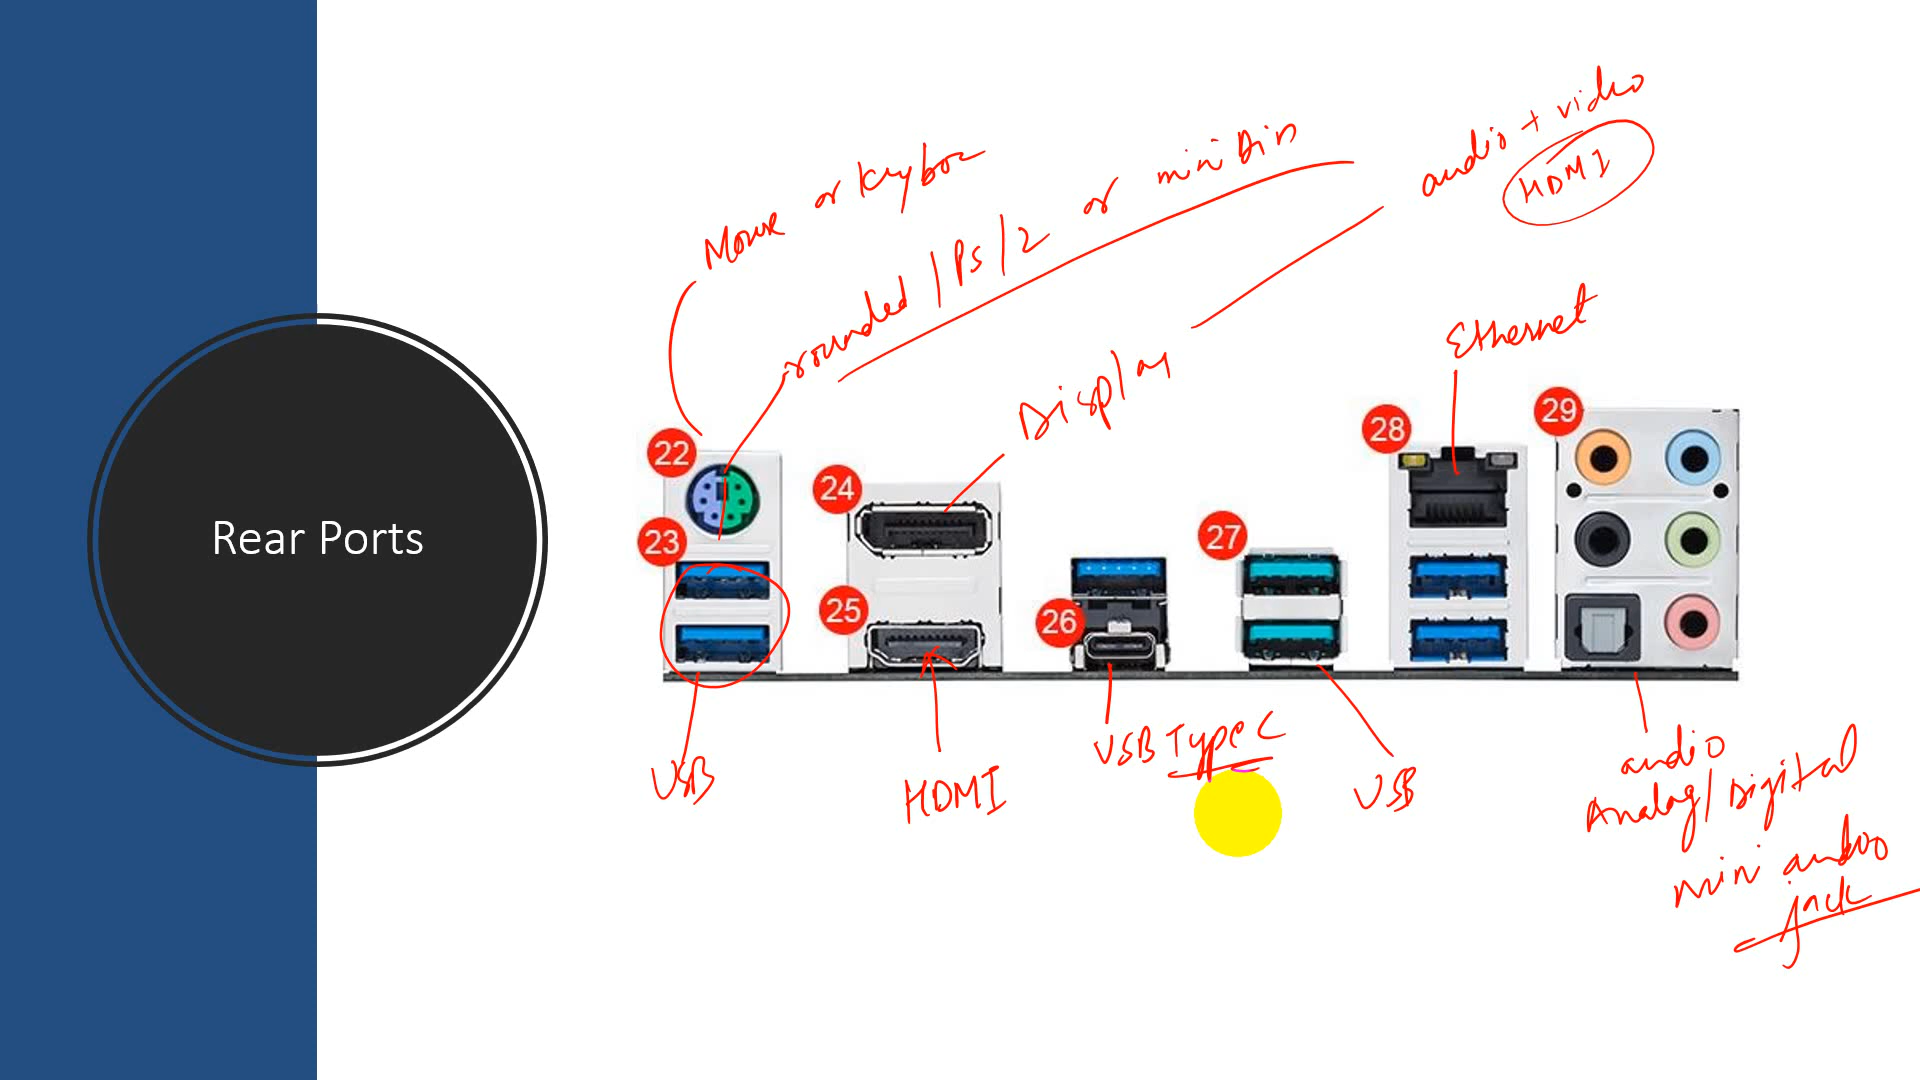 Rear Ports
Mouse or keyboa
rounded / PS/2 or mini Din
Display
audio + video
HDMI
Ethernet
22
23
24
25
26
27
28
29
USB
HDMI
USB Type C
USB
audio
Analog/Digital
mini audio
jack